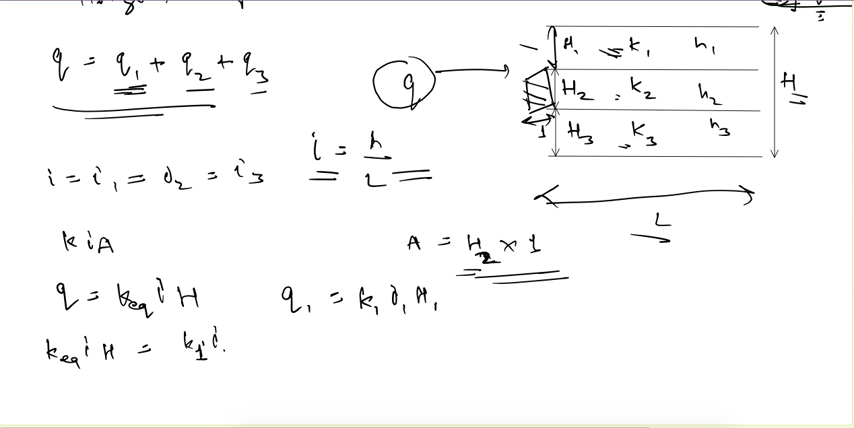 q = q₁ + q₂ + q₃
q
H₁ = k₁ h₁
H₂ = k₂ h₂
1 H₃ = k₃ h₃
H
L
i = i₁ = i₂ = i₃
i = h / L
k i A
A = H₂ × 1
q = keq i H
q₁ = k₁ i₁ H₁
keq i H = k₁ i.